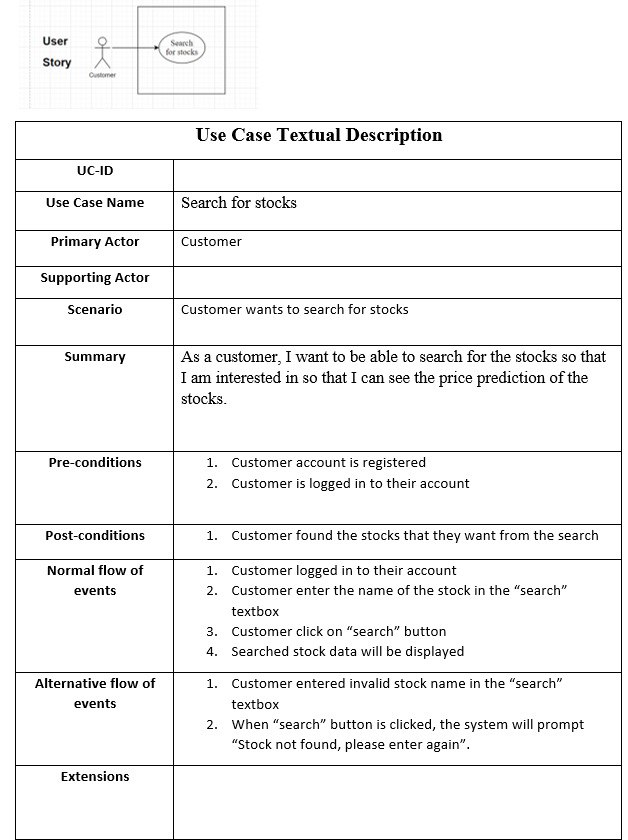 User
Story
Search
for stocks
Customer
Use Case Textual Description
UC-ID
Use Case Name
Search for stocks
Primary Actor
Customer
Supporting Actor
Scenario
Customer wants to search for stocks
Summary
As a customer, I want to be able to search for the stocks so that
I am interested in so that I can see the price prediction of the
stocks.
Pre-conditions
1. Customer account is registered
2. Customer is logged in to their account
Post-conditions
1. Customer found the stocks that they want from the search
Normal flow of
events
1. Customer logged in to their account
2. Customer enter the name of the stock in the “search”
textbox
3. Customer click on “search” button
4. Searched stock data will be displayed
Alternative flow of
events
1. Customer entered invalid stock name in the “search”
textbox
2. When “search” button is clicked, the system will prompt
“Stock not found, please enter again”.
Extensions